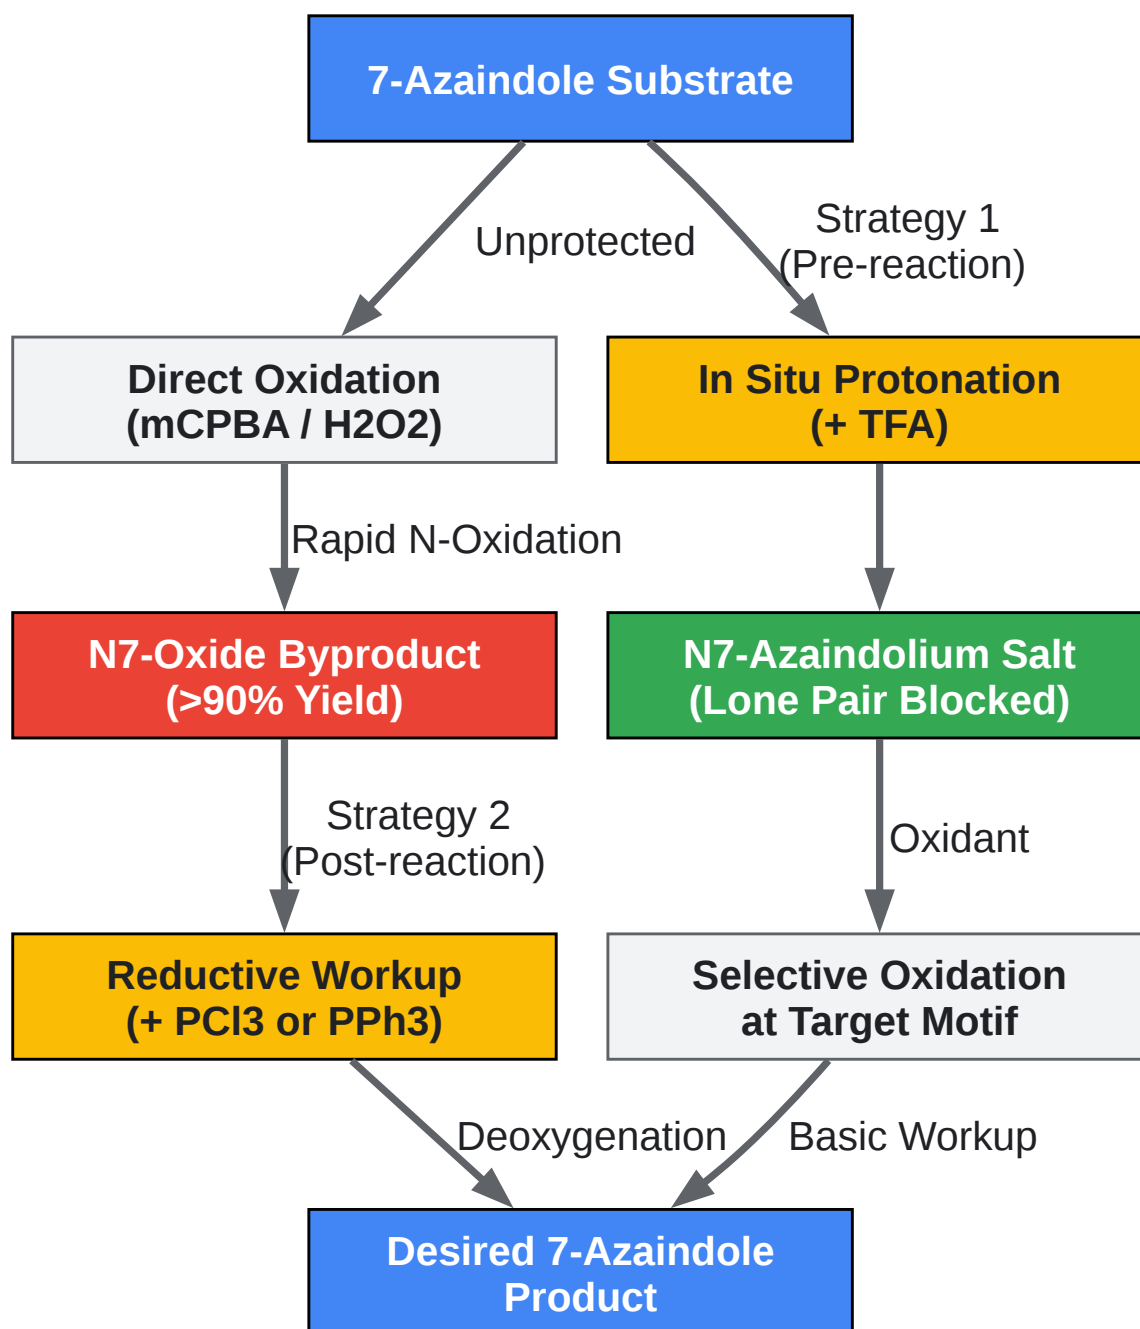 7-Azaindole Substrate
Unprotected
Strategy 1
(Pre-reaction)
Direct Oxidation
(mCPBA / H2O2)
In Situ Protonation
(+ TFA)
Rapid N-Oxidation
N7-Oxide Byproduct
(>90% Yield)
N7-Azaindolium Salt
(Lone Pair Blocked)
Strategy 2
(Post-reaction)
Oxidant
Reductive Workup
(+ PCl3 or PPh3)
Selective Oxidation
at Target Motif
Deoxygenation
Basic Workup
Desired 7-Azaindole
Product